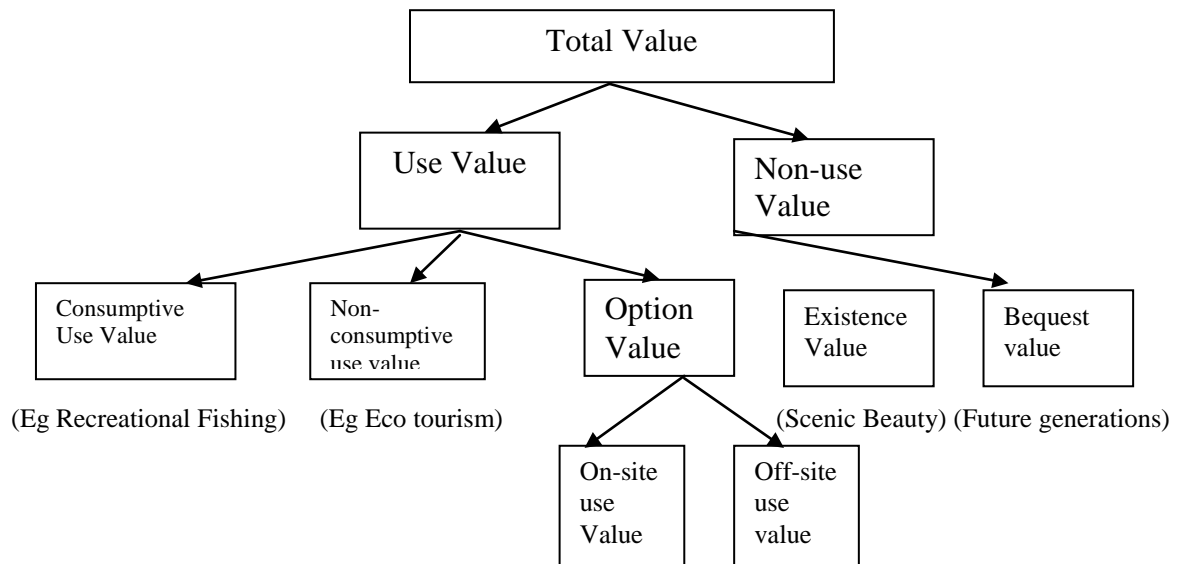 Total Value
Use Value
Non-use
Value
Consumptive
Use Value
Non-
consumptive
use value
Option
Value
Existence
Value
Bequest
value
(Eg Recreational Fishing)
(Eg Eco tourism)
(Scenic Beauty)
(Future generations)
On-site
use
Value
Off-site
use
value